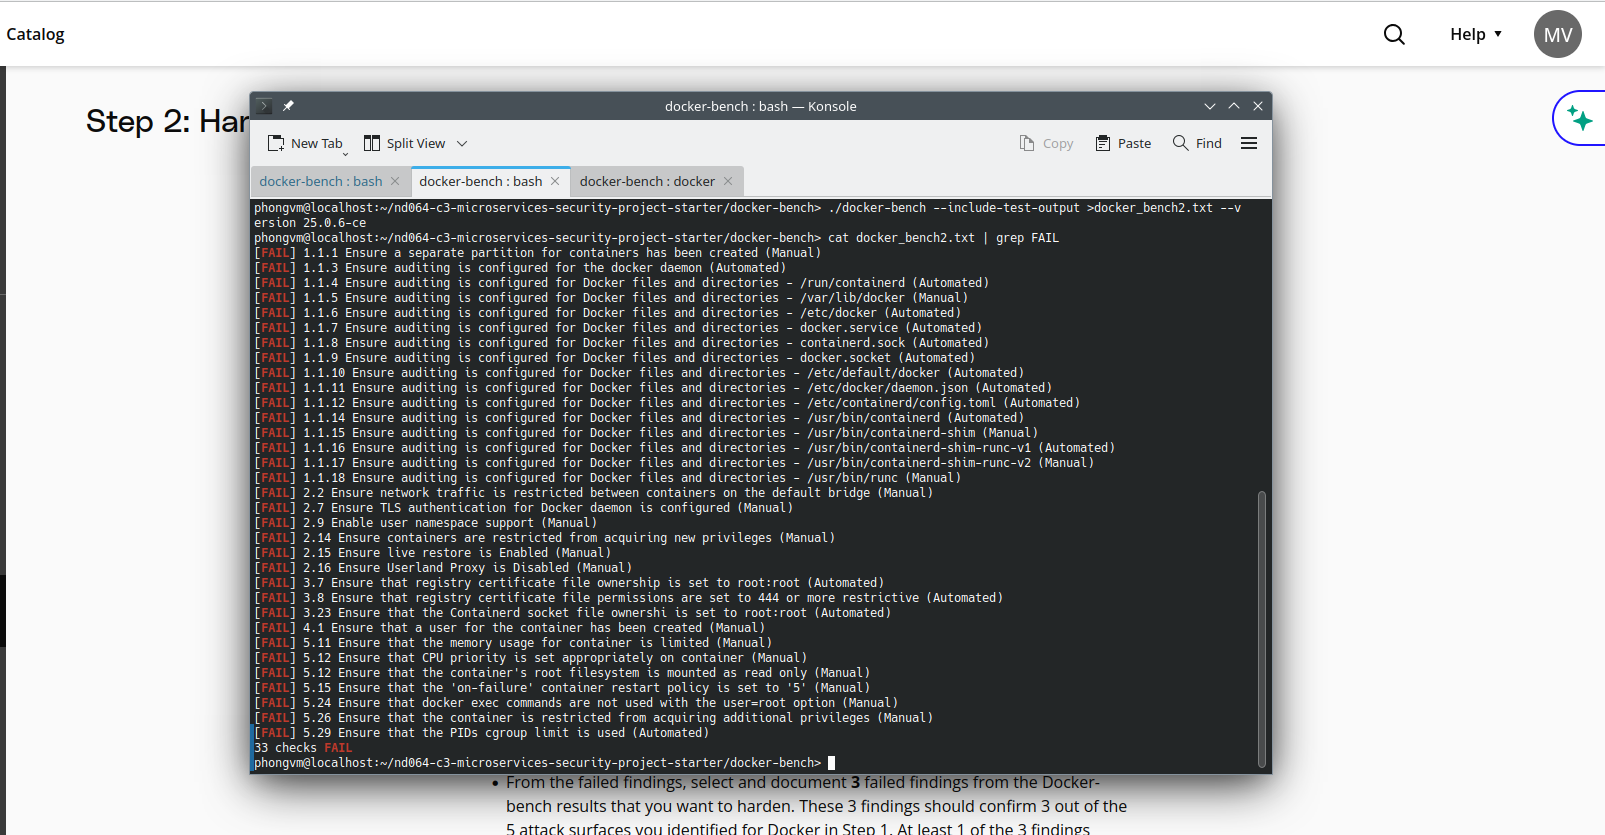 Catalog
Help
MV
Step 2: Har
docker-bench : bash — Konsole
New Tab
Split View
Copy
Paste
Find
docker-bench : bash
docker-bench : bash
docker-bench : docker
phongvm@localhost:~/nd064-c3-microservices-security-project-starter/docker-bench> ./docker-bench --include-test-output >docker_bench2.txt --v
ersion 25.0.6-ce
phongvm@localhost:~/nd064-c3-microservices-security-project-starter/docker-bench> cat docker_bench2.txt | grep FAIL
[FAIL] 1.1.1 Ensure a separate partition for containers has been created (Manual)
[FAIL] 1.1.3 Ensure auditing is configured for the docker daemon (Automated)
[FAIL] 1.1.4 Ensure auditing is configured for Docker files and directories - /run/containerd (Automated)
[FAIL] 1.1.5 Ensure auditing is configured for Docker files and directories - /var/lib/docker (Manual)
[FAIL] 1.1.6 Ensure auditing is configured for Docker files and directories - /etc/docker (Automated)
[FAIL] 1.1.7 Ensure auditing is configured for Docker files and directories - docker.service (Automated)
[FAIL] 1.1.8 Ensure auditing is configured for Docker files and directories - containerd.sock (Automated)
[FAIL] 1.1.9 Ensure auditing is configured for Docker files and directories - docker.socket (Automated)
[FAIL] 1.1.10 Ensure auditing is configured for Docker files and directories - /etc/default/docker (Automated)
[FAIL] 1.1.11 Ensure auditing is configured for Docker files and directories - /etc/docker/daemon.json (Automated)
[FAIL] 1.1.12 Ensure auditing is configured for Docker files and directories - /etc/containerd/config.toml (Automated)
[FAIL] 1.1.14 Ensure auditing is configured for Docker files and directories - /usr/bin/containerd (Automated)
[FAIL] 1.1.15 Ensure auditing is configured for Docker files and directories - /usr/bin/containerd-shim (Manual)
[FAIL] 1.1.16 Ensure auditing is configured for Docker files and directories - /usr/bin/containerd-shim-runc-v1 (Automated)
[FAIL] 1.1.17 Ensure auditing is configured for Docker files and directories - /usr/bin/containerd-shim-runc-v2 (Manual)
[FAIL] 1.1.18 Ensure auditing is configured for Docker files and directories - /usr/bin/runc (Manual)
[FAIL] 2.2 Ensure network traffic is restricted between containers on the default bridge (Manual)
[FAIL] 2.7 Ensure TLS authentication for Docker daemon is configured (Manual)
[FAIL] 2.9 Enable user namespace support (Manual)
[FAIL] 2.14 Ensure containers are restricted from acquiring new privileges (Manual)
[FAIL] 2.15 Ensure live restore is Enabled (Manual)
[FAIL] 2.16 Ensure Userland Proxy is Disabled (Manual)
[FAIL] 3.7 Ensure that registry certificate file ownership is set to root:root (Automated)
[FAIL] 3.8 Ensure that registry certificate file permissions are set to 444 or more restrictive (Automated)
[FAIL] 3.23 Ensure that the Containerd socket file ownershi is set to root:root (Automated)
[FAIL] 4.1 Ensure that a user for the container has been created (Manual)
[FAIL] 5.11 Ensure that the memory usage for container is limited (Manual)
[FAIL] 5.12 Ensure that CPU priority is set appropriately on container (Manual)
[FAIL] 5.12 Ensure that the container's root filesystem is mounted as read only (Manual)
[FAIL] 5.15 Ensure that the 'on-failure' container restart policy is set to '5' (Manual)
[FAIL] 5.24 Ensure that docker exec commands are not used with the user=root option (Manual)
[FAIL] 5.26 Ensure that the container is restricted from acquiring additional privileges (Manual)
[FAIL] 5.29 Ensure that the PIDs cgroup limit is used (Automated)
33 checks FAIL
phongvm@localhost:~/nd064-c3-microservices-security-project-starter/docker-bench>
• From the failed findings, select and document 3 failed findings from the Docker-
bench results that you want to harden. These 3 findings should confirm 3 out of the
5 attack surfaces you identified for Docker in Step 1. At least 1 of the 3 findings